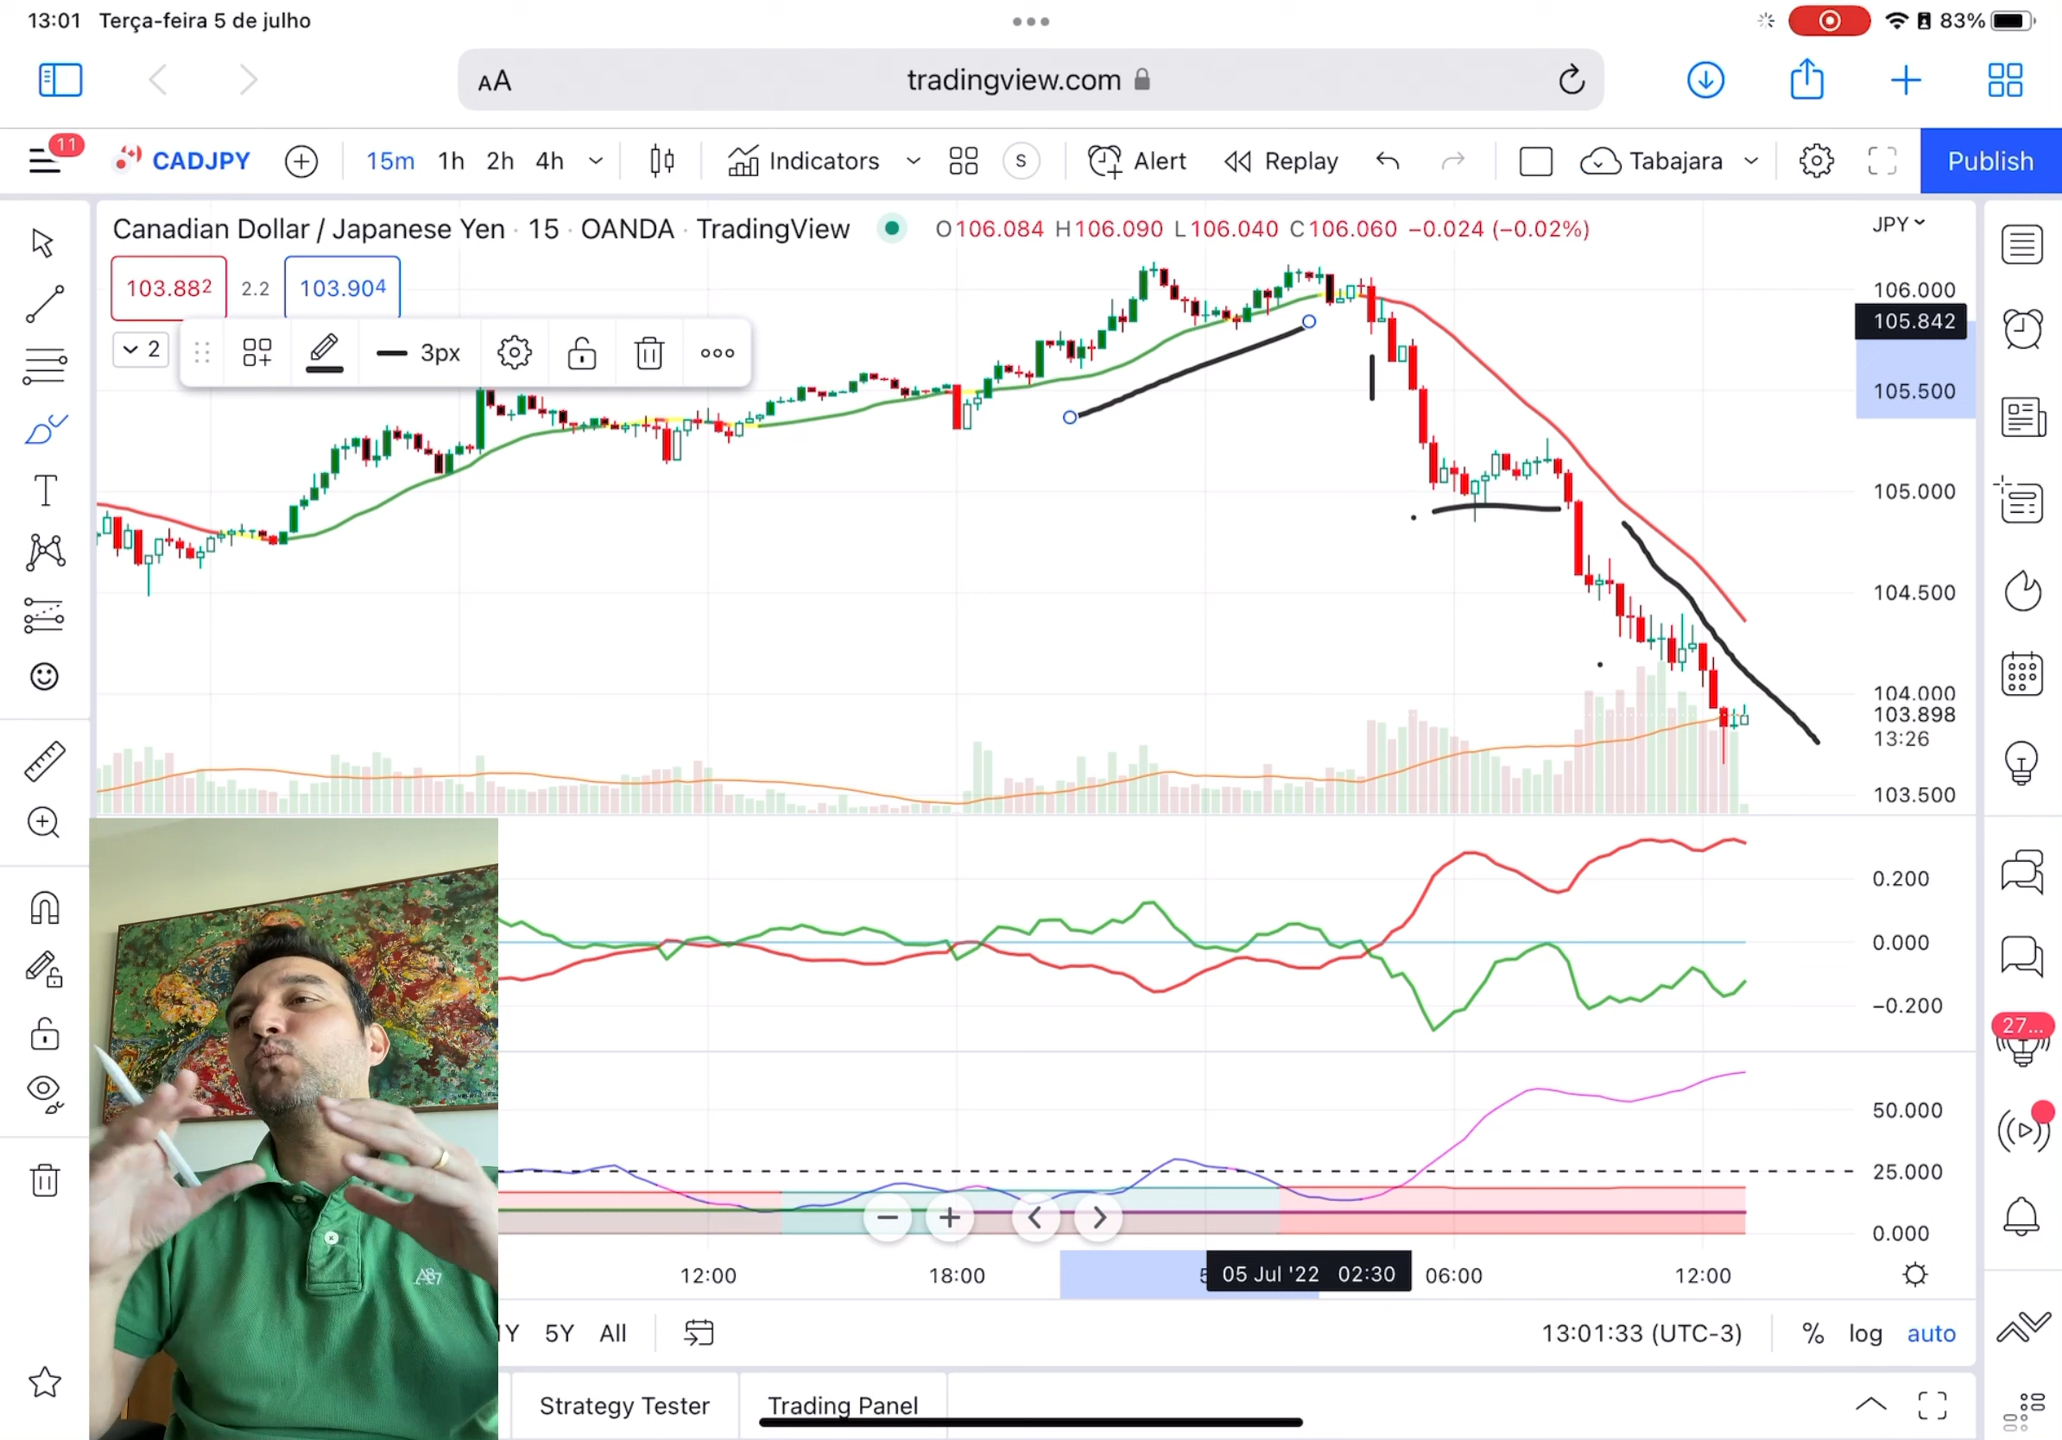 13:01 Terça-feira 5 de julho 83%
AA tradingview.com
11 CADJPY 15m 1h 2h 4h Indicators S Alert Replay Tabajara Publish
Canadian Dollar / Japanese Yen · 15 · OANDA · TradingView O106.084 H106.090 L106.040 C106.060 −0.024 (−0.02%) JPY
103.882 2.2 103.904
106.000
105.842
2 3px
105.500
105.000
104.500
104.000
103.898
13:26
103.500
0.200
0.000
−0.200
27...
50.000
25.000
0.000
12:00 18:00 05 Jul '22 02:30 06:00 12:00
5Y All 13:01:33 (UTC-3) % log auto
Strategy Tester Trading Panel